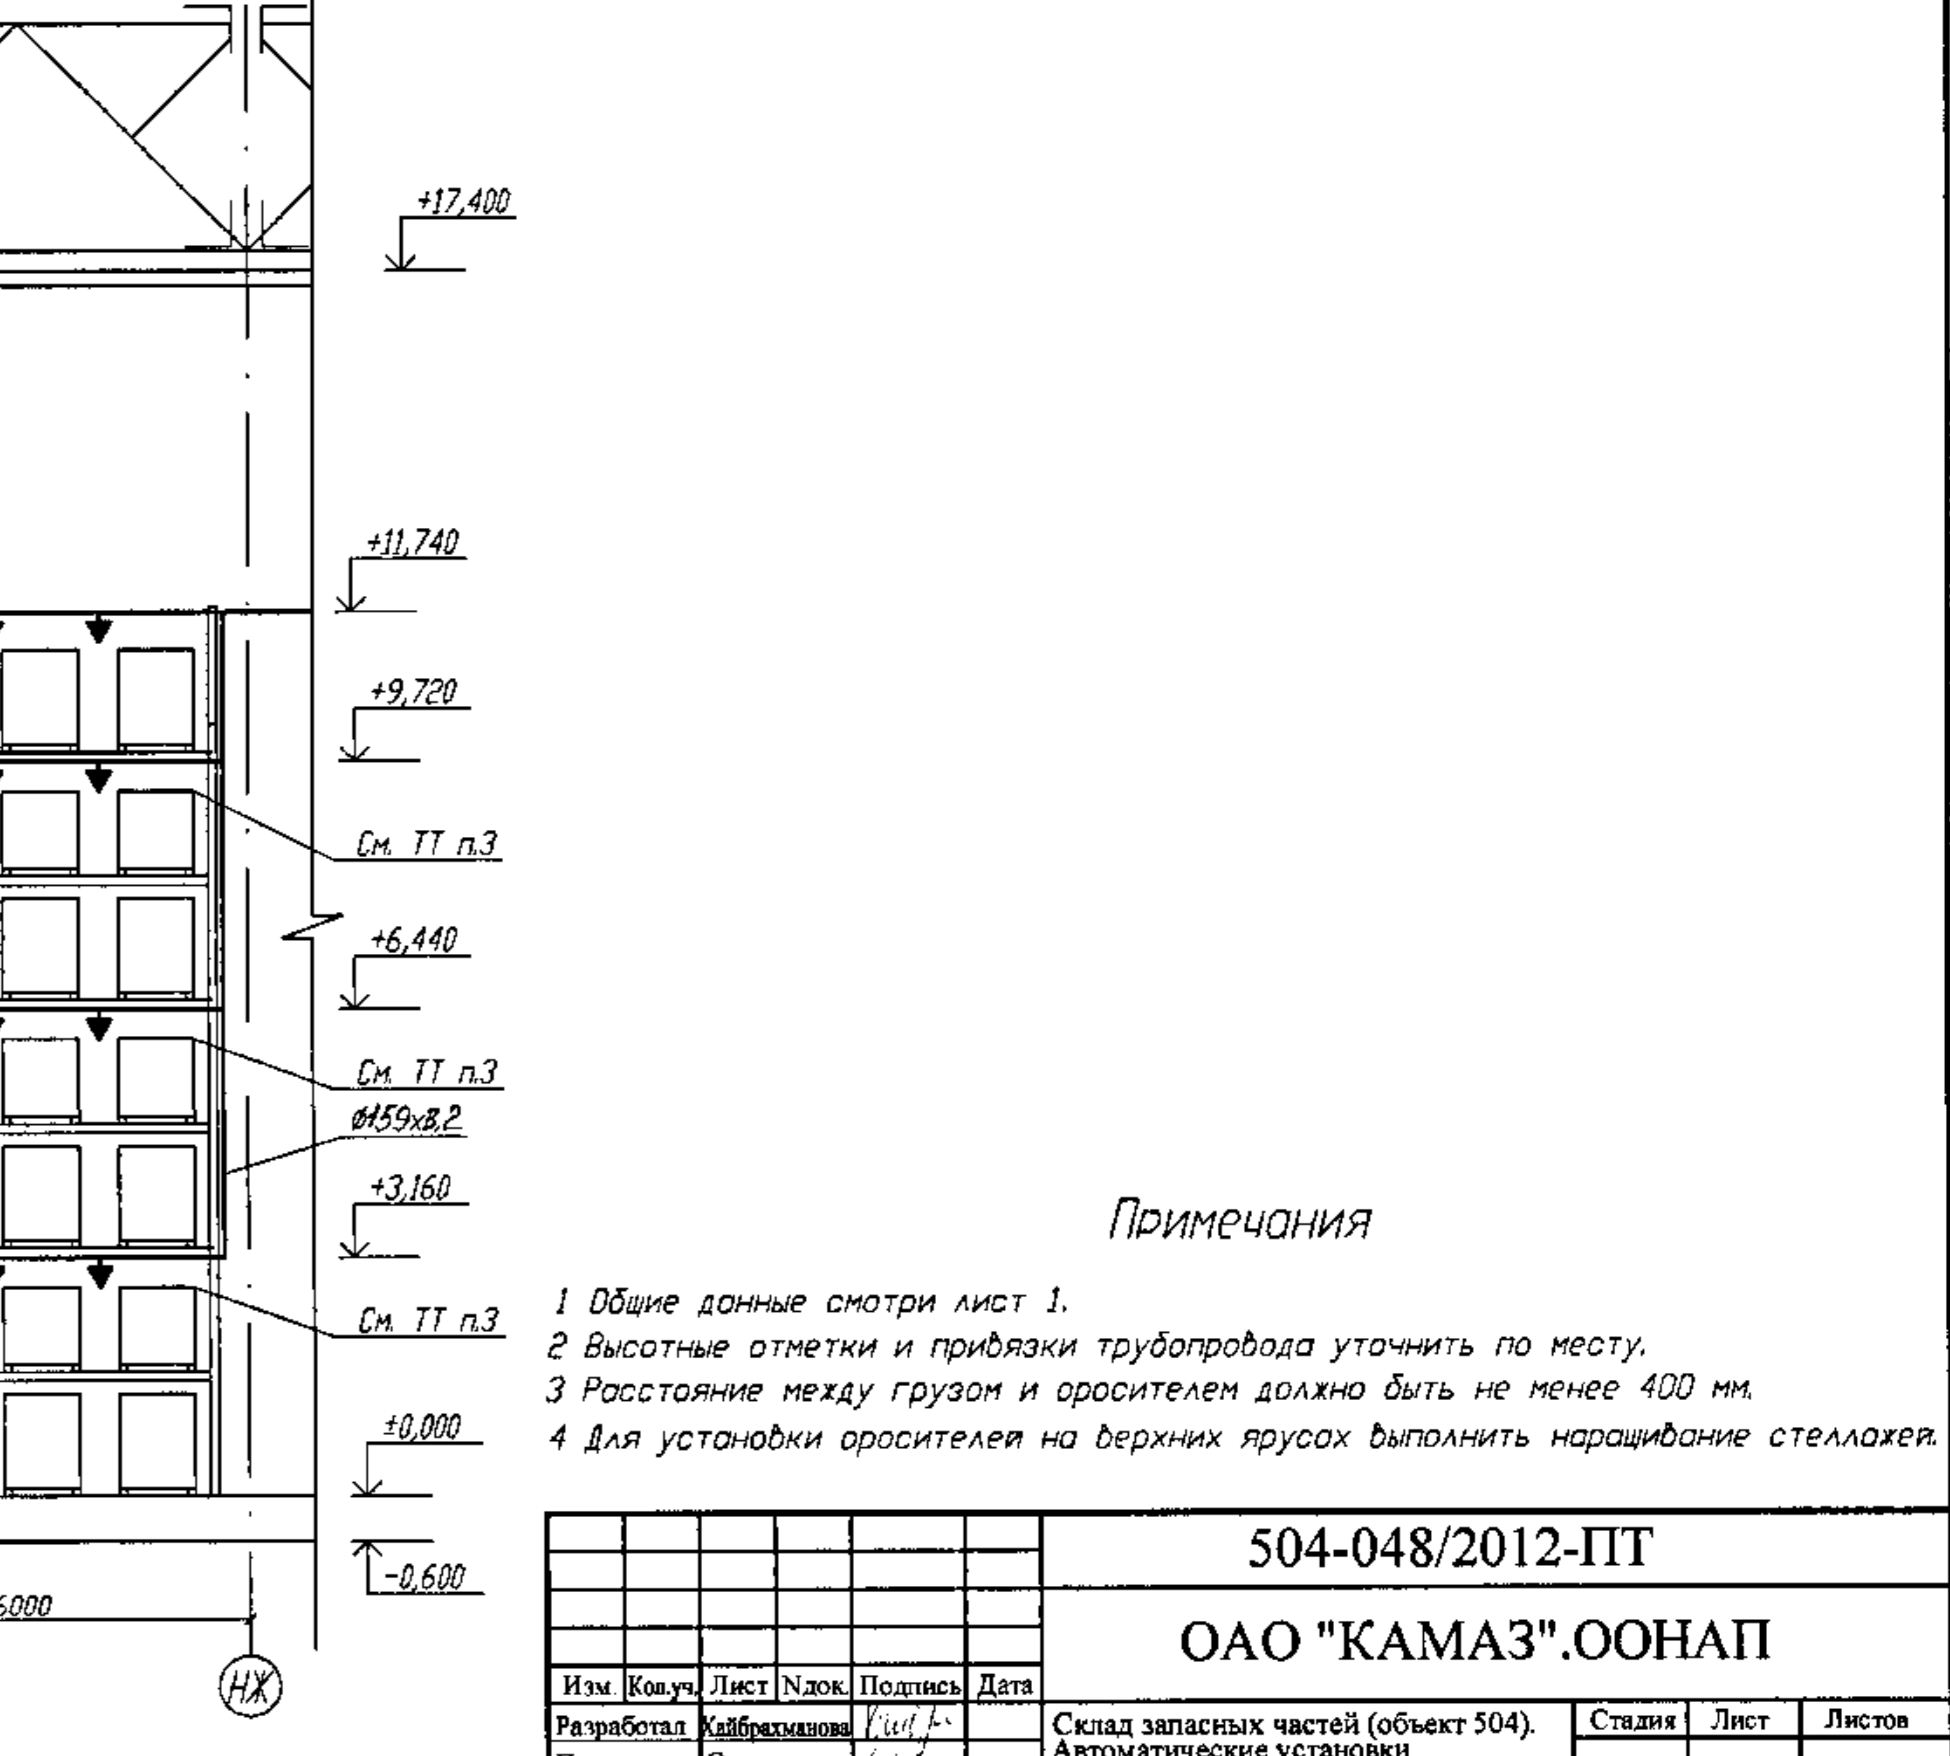 +17,400
+11,740
+9,720
См. ТТ п.3
+6,440
См. ТТ п.3
ø159х8,2
+3,160
См. ТТ п.3
±0,000
-0,600
6000
НЖ
Примечания
1 Общие данные смотри лист 1.
2 Высотные отметки и привязки трубопровода уточнить по месту.
3 Расстояние между грузом и оросителем должно быть не менее 400 мм.
4 Для установки оросителей на верхних ярусах выполнить наращивание стеллажей.
504-048/2012-ПТ
ОАО "КАМАЗ".ООНАП
Изм. Кол.уч. Лист Nдок. Подпись Дата
Разработал Хайбрахманова
Склад запасных частей (объект 504).
Автоматические установки
Стадия Лист Листов